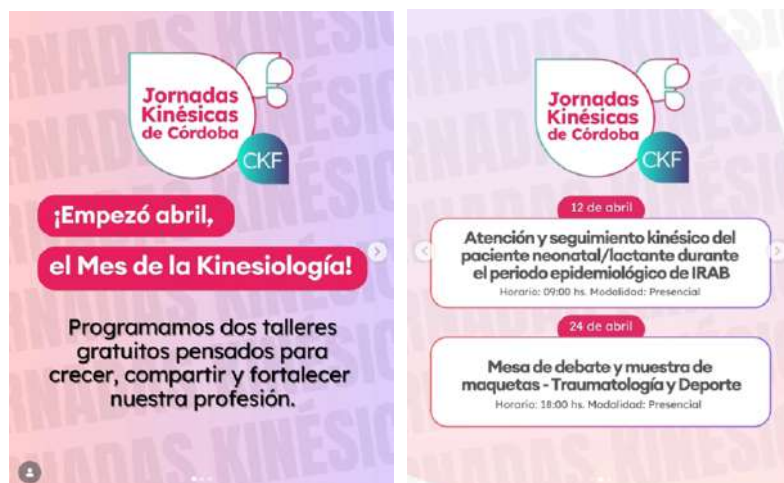 Jornadas
Kinésicas
de Córdoba
CKF
¡Empezó abril,
el Mes de la Kinesiología!
Programamos dos talleres
gratuitos pensados para
crecer, compartir y fortalecer
nuestra profesión.
Jornadas
Kinésicas
de Córdoba
CKF
12 de abril
Atención y seguimiento kinésico del
paciente neonatal/lactante durante
el periodo epidemiológico de IRAB
Horario: 09:00 hs. Modalidad: Presencial
24 de abril
Mesa de debate y muestra de
maquetas - Traumatología y Deporte
Horario: 18:00 hs. Modalidad: Presencial